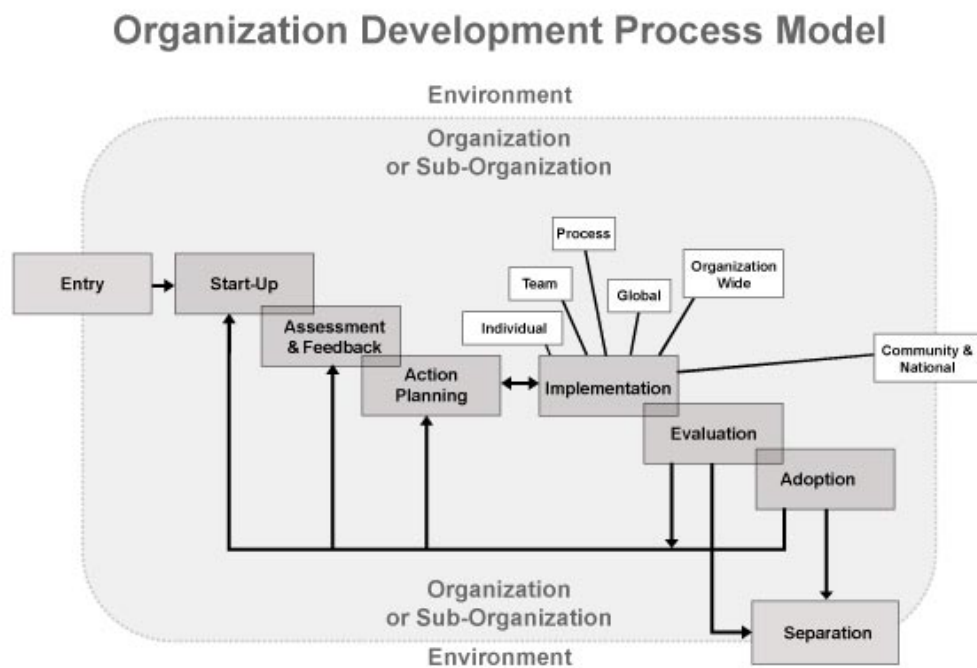 Organization Development Process Model
Environment
Organization
or Sub-Organization
Process
Organization
Wide
Team
Global
Entry
Start-Up
Individual
Assessment
& Feedback
Community &
National
Action
Planning
Implementation
Evaluation
Adoption
Organization
or Sub-Organization
Separation
Environment